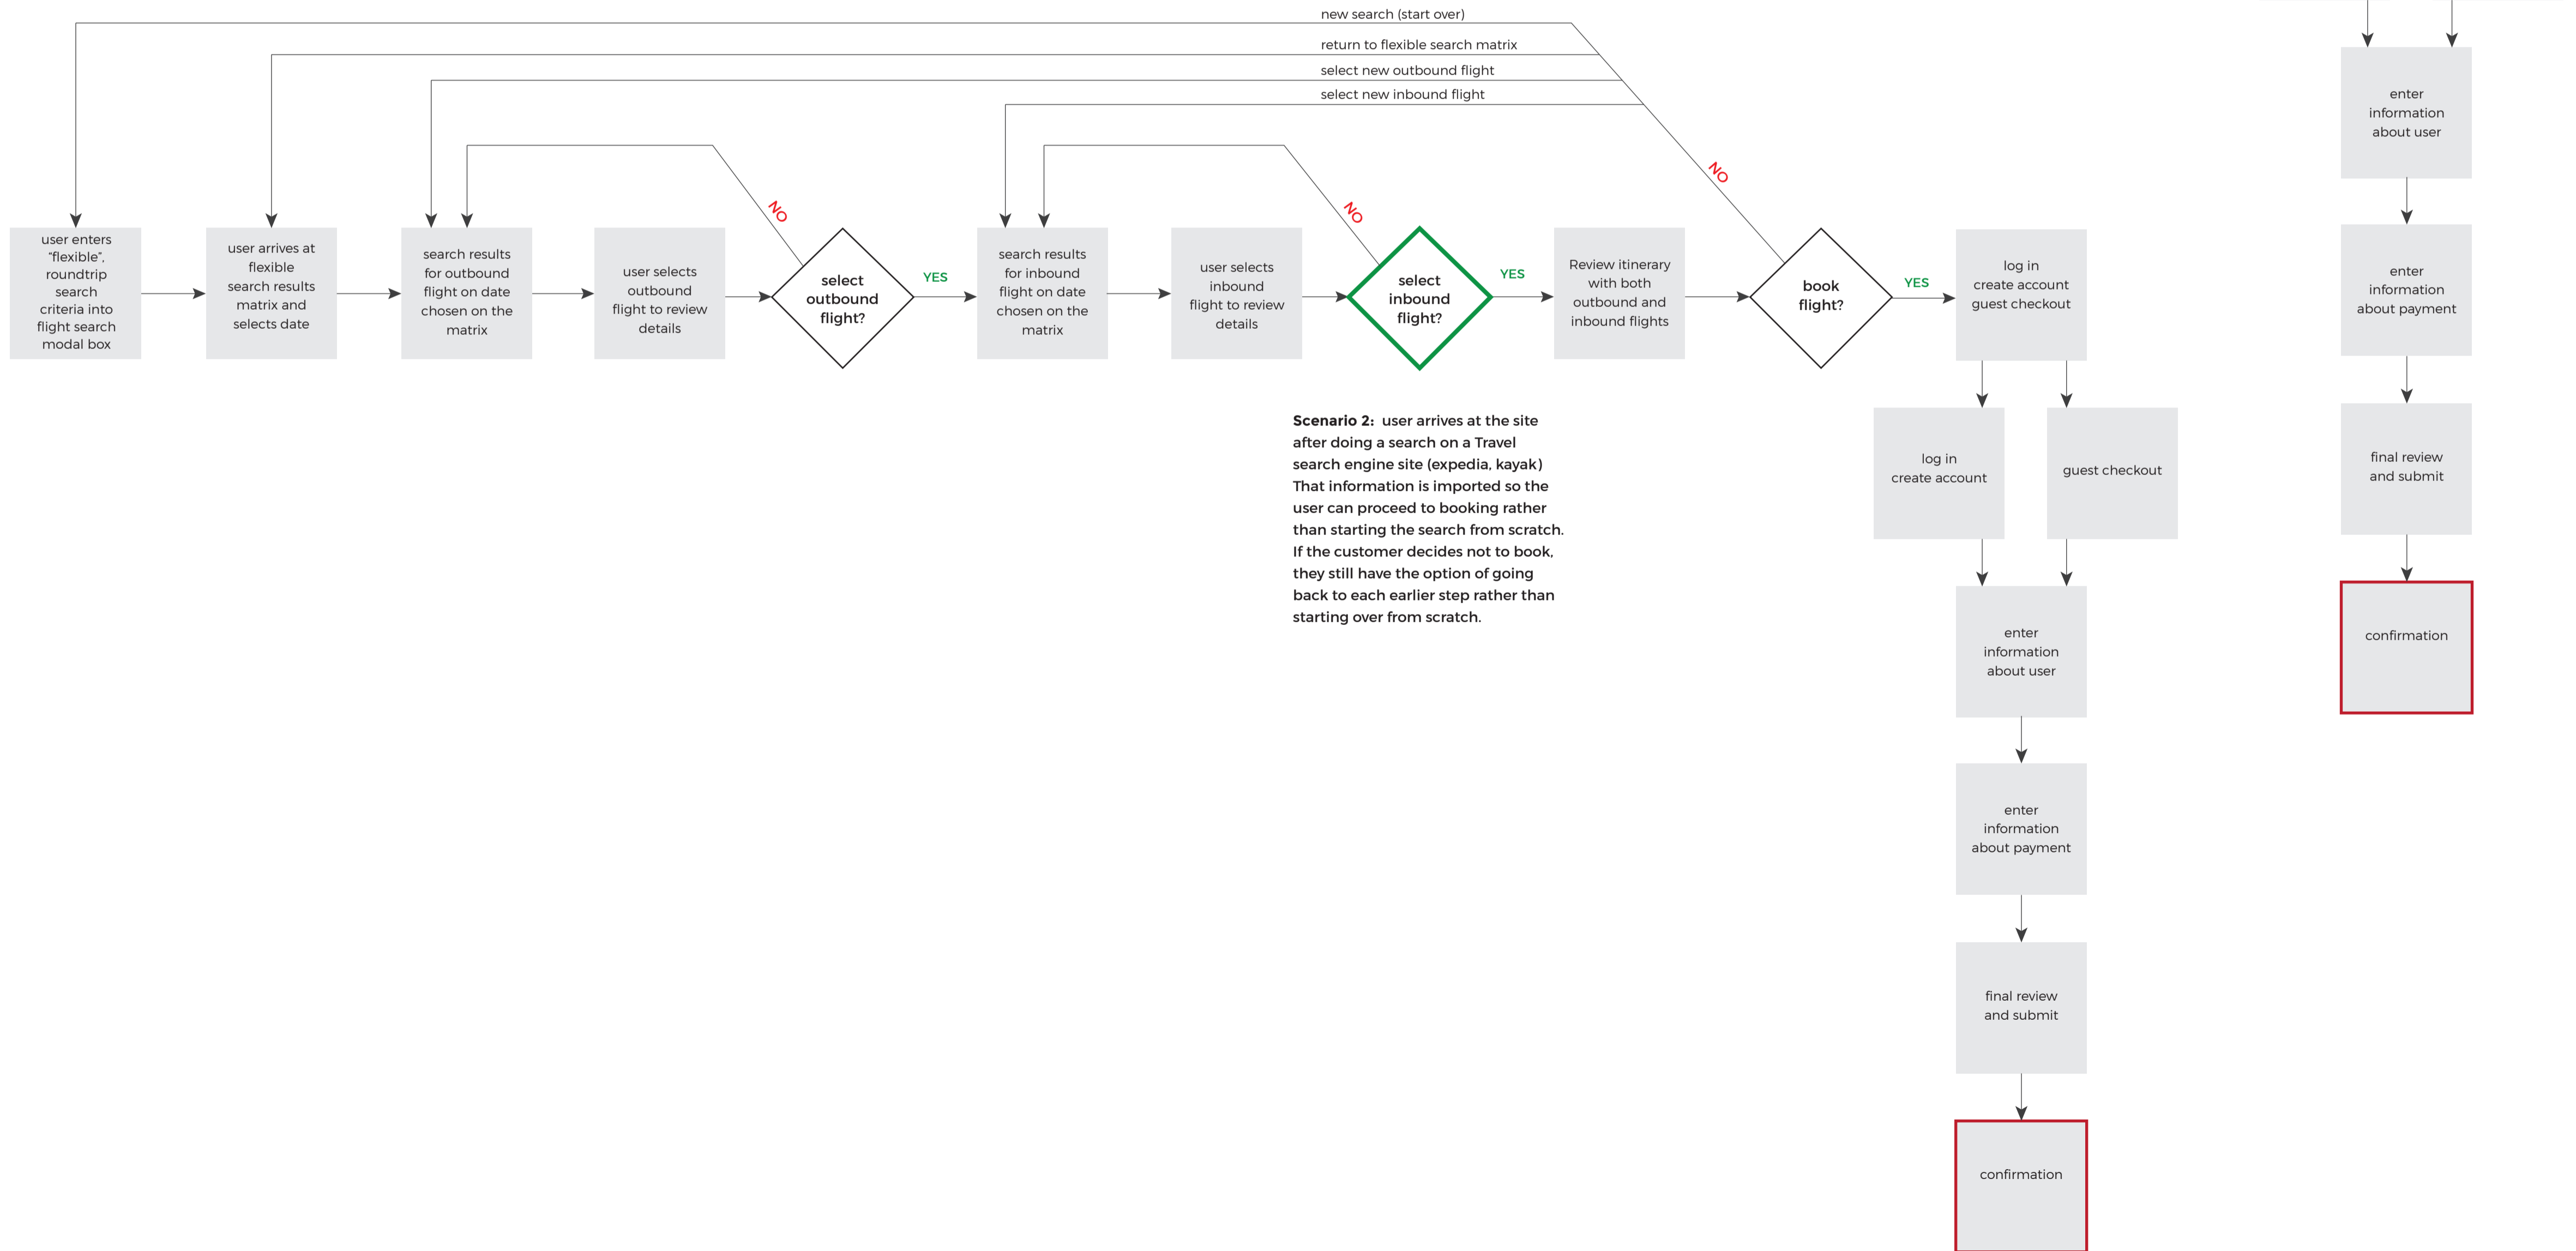 new search (start over)
return to flexible search matrix
select new outbound flight
select new inbound flight
NO
NO
NO
user enters
"flexible",
roundtrip
search
criteria into
flight search
modal box
user arrives at
flexible
search results
matrix and
selects date
search results
for outbound
flight on date
chosen on the
matrix
user selects
outbound
flight to review
details
select
outbound
flight?
YES
search results
for inbound
flight on date
chosen on the
matrix
user selects
inbound
flight to review
details
select
inbound
flight?
YES
Review itinerary
with both
outbound and
inbound flights
book
flight?
YES
log in
create account
guest checkout
Scenario 2:  user arrives at the site
after doing a search on a Travel
search engine site (expedia, kayak)
That information is imported so the
user can proceed to booking rather
than starting the search from scratch.
If the customer decides not to book,
they still have the option of going
back to each earlier step rather than
starting over from scratch.
log in
create account
guest checkout
enter
information
about user
enter
information
about payment
final review
and submit
confirmation
enter
information
about user
enter
information
about payment
final review
and submit
confirmation